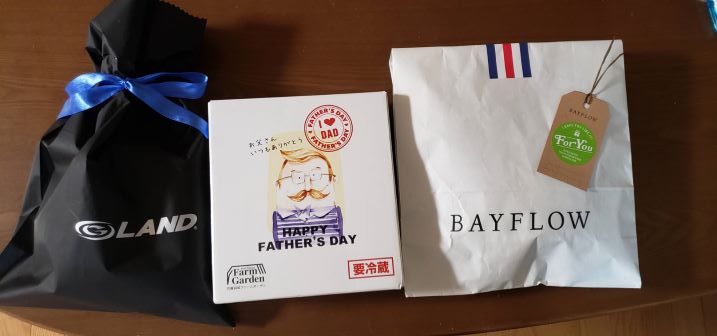 G LAND.
FATHER'S DAY
I ❤ DAD
FATHER'S DAY
お父さん
いつもありがとう
HAPPY
FATHER'S DAY
Farm
Garden
要冷蔵
BAYFLOW
For You
BAYFLOW